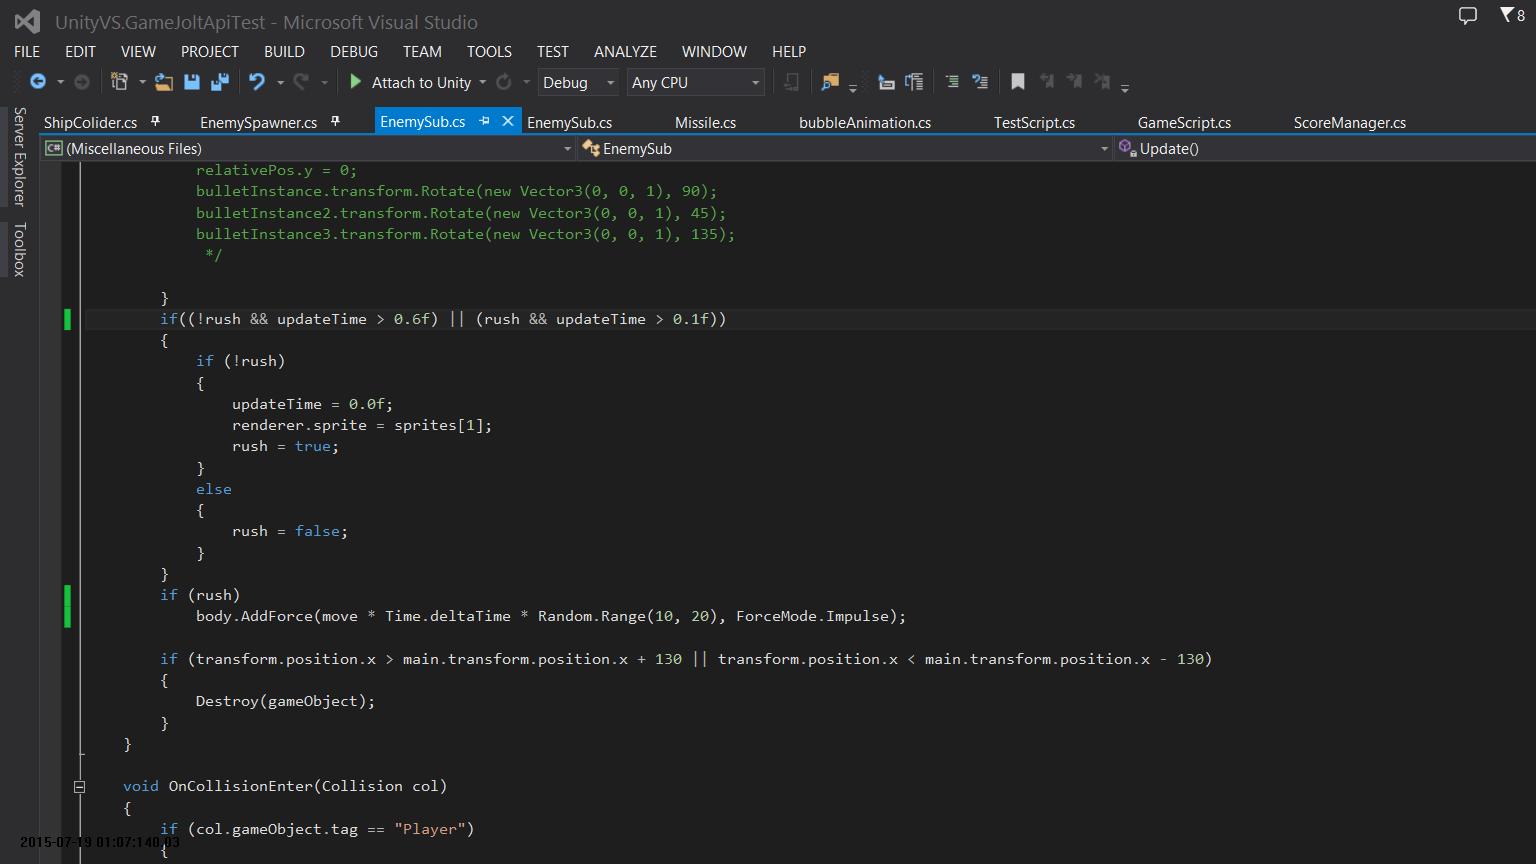 UnityVS.GameJoltApiTest - Microsoft Visual Studio
8
FILE EDIT VIEW PROJECT BUILD DEBUG TEAM TOOLS TEST ANALYZE WINDOW HELP
Attach to Unity Debug Any CPU
Server Explorer
Toolbox
ShipColider.cs EnemySpawner.cs EnemySub.cs EnemySub.cs Missile.cs bubbleAnimation.cs TestScript.cs GameScript.cs ScoreManager.cs
C# (Miscellaneous Files) EnemySub Update()
relativePos.y = 0;
bulletInstance.transform.Rotate(new Vector3(0, 0, 1), 90);
bulletInstance2.transform.Rotate(new Vector3(0, 0, 1), 45);
bulletInstance3.transform.Rotate(new Vector3(0, 0, 1), 135);
*/
}
if((!rush && updateTime > 0.6f) || (rush && updateTime > 0.1f))
{
if (!rush)
{
updateTime = 0.0f;
renderer.sprite = sprites[1];
rush = true;
}
else
{
rush = false;
}
}
if (rush)
body.AddForce(move * Time.deltaTime * Random.Range(10, 20), ForceMode.Impulse);
if (transform.position.x > main.transform.position.x + 130 || transform.position.x < main.transform.position.x - 130)
{
Destroy(gameObject);
}
}
void OnCollisionEnter(Collision col)
{
if (col.gameObject.tag == "Player")
{
2015-07-19 01:07:140.03